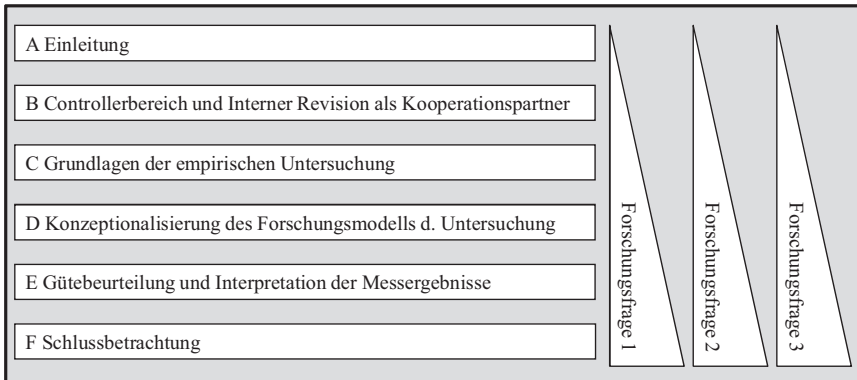 A Einleitung
B Controllerbereich und Interner Revision als Kooperationspartner
C Grundlagen der empirischen Untersuchung
D Konzeptionalisierung des Forschungsmodells d. Untersuchung
E Gütebeurteilung und Interpretation der Messergebnisse
F Schlussbetrachtung
Forschungsfrage 1
Forschungsfrage 2
Forschungsfrage 3